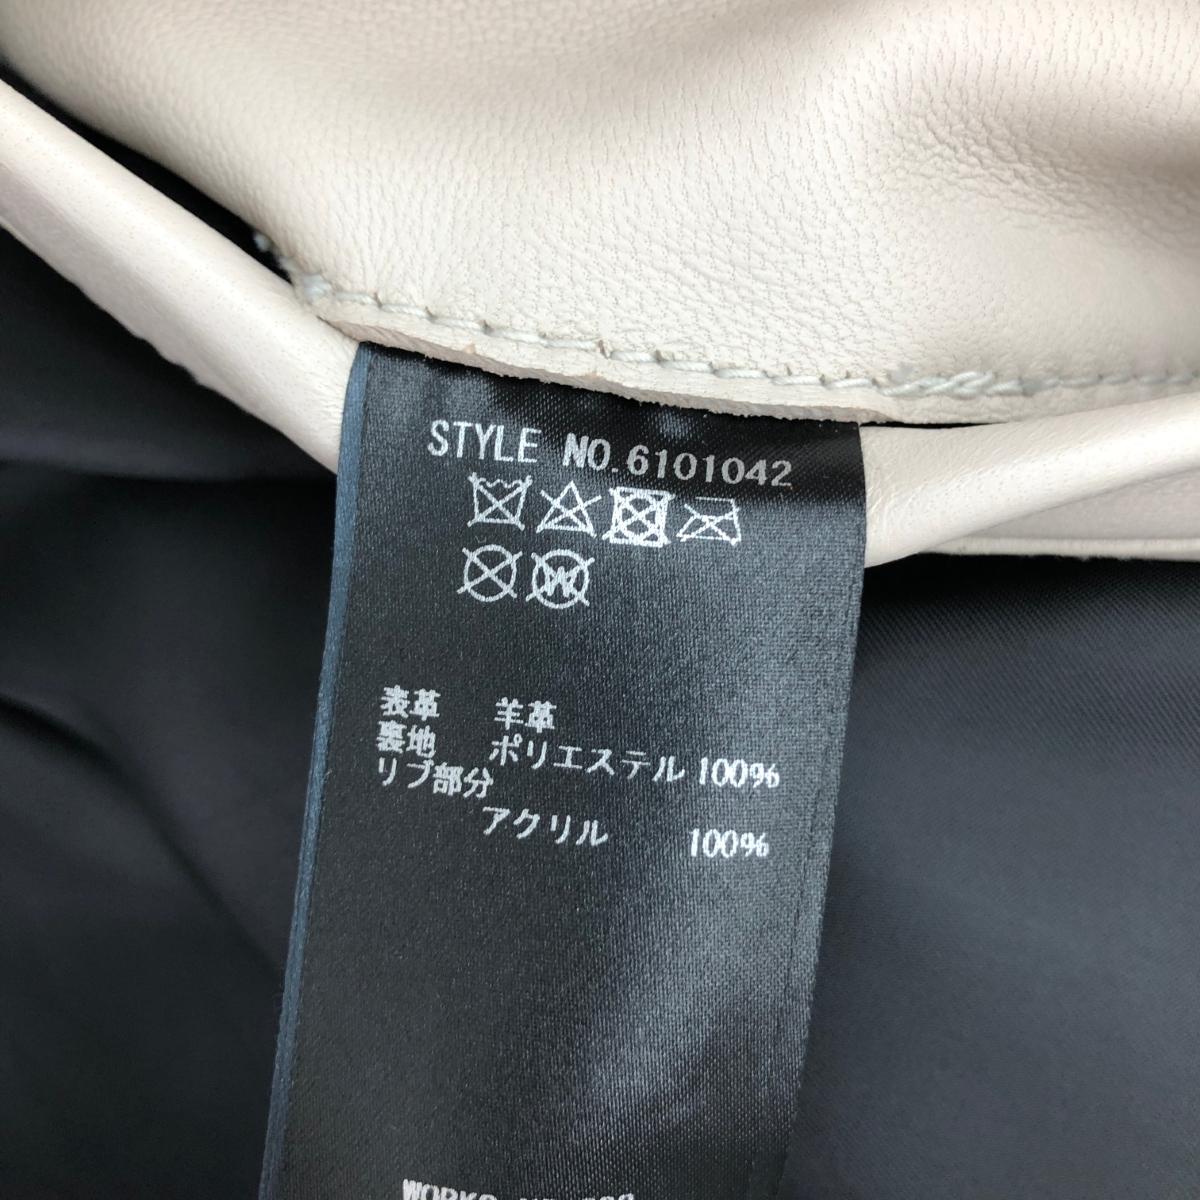 STYLE NO.6101042
W
表革 羊革
裏地 ポリエステル 100%
リブ部分
アクリル 100%